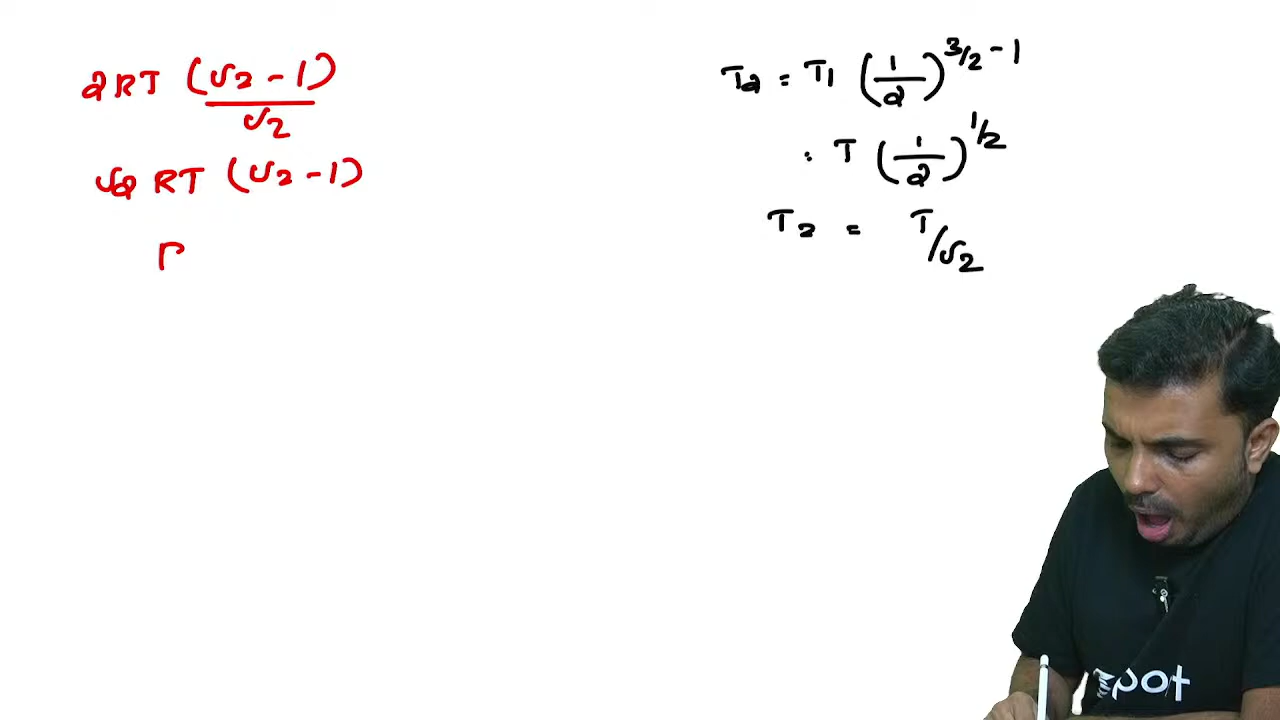 2RT (√2 - 1)
√2
√2 RT (√2 - 1)
R
T2 = T1 (1/2)^3/2 - 1
: T (1/2)^1/2
T2 = T/√2
spot